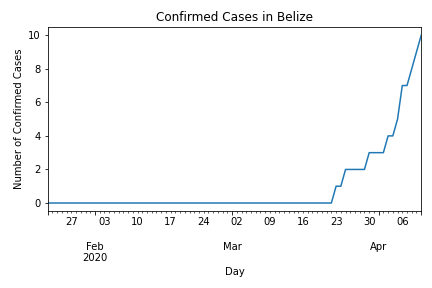 Confirmed Cases in Belize
Number of Confirmed Cases
10
8
6
4
2
0
27 03 10 17 24 02 09 16 23 30 06
Feb Mar Apr
2020
Day